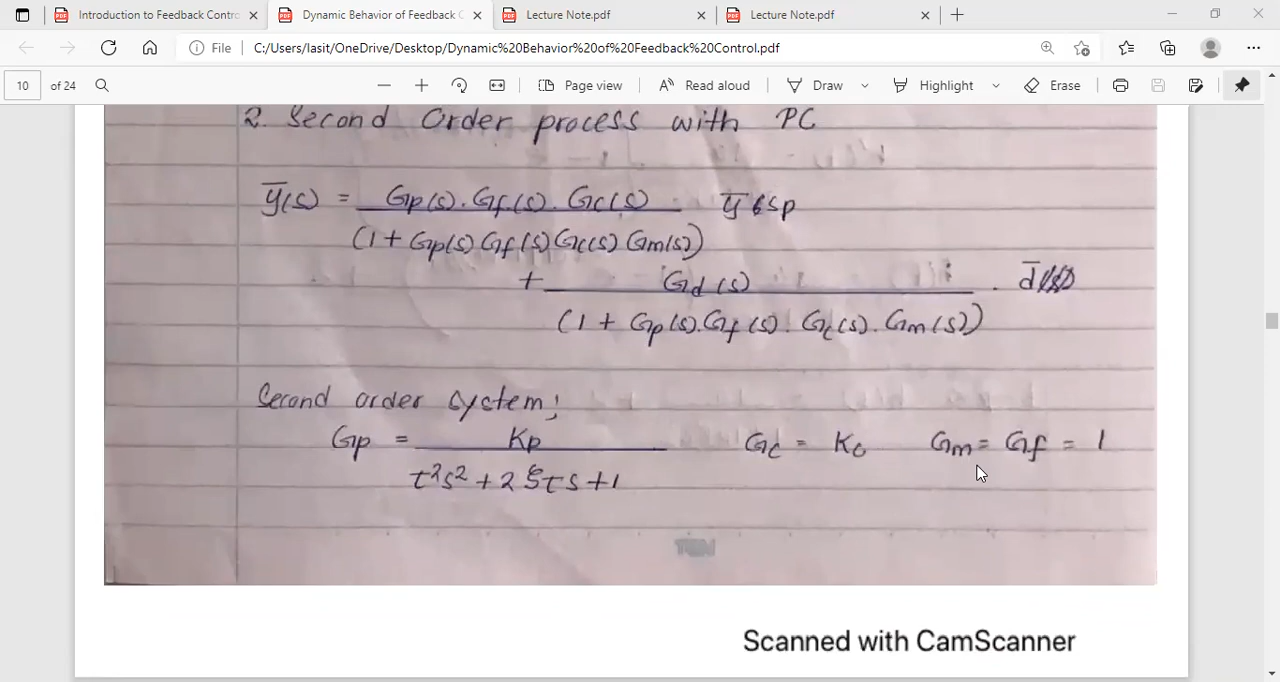 Introduction to Feedback Contro
Dynamic Behavior of Feedback C
Lecture Note.pdf
Lecture Note.pdf
File
C:/Users/lasit/OneDrive/Desktop/Dynamic%20Behavior%20of%20Feedback%20Control.pdf
10 of 24
Page view
Read aloud
Draw
Highlight
Erase
2. Second Order process with PC
ȳ(s) = Gp(s).Gf(s).Gc(s) ȳsp
(1 + Gp(s)Gf(s)Gc(s)Gm(s))
+ Gd(s) . d̄
(1 + Gp(s).Gf(s).Gc(s).Gm(s))
Second order system;
Gp = Kp Gc = Kc Gm = Gf = 1
τ²s² + 2ξτs + 1
Scanned with CamScanner